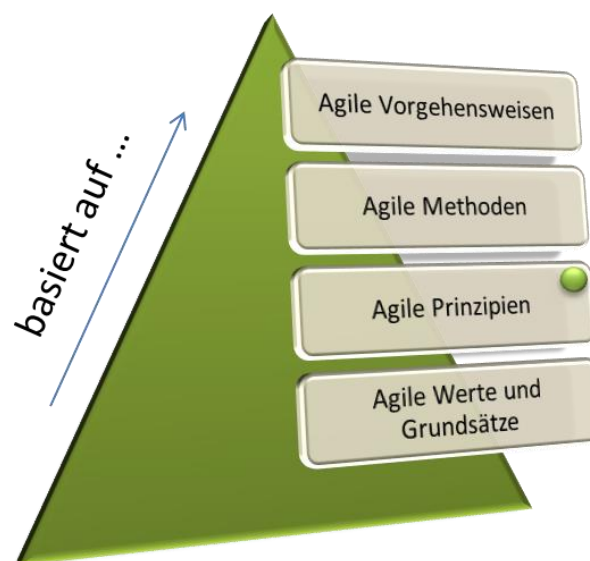 basiert auf ...
Agile Vorgehensweisen
Agile Methoden
Agile Prinzipien
Agile Werte und
Grundsätze